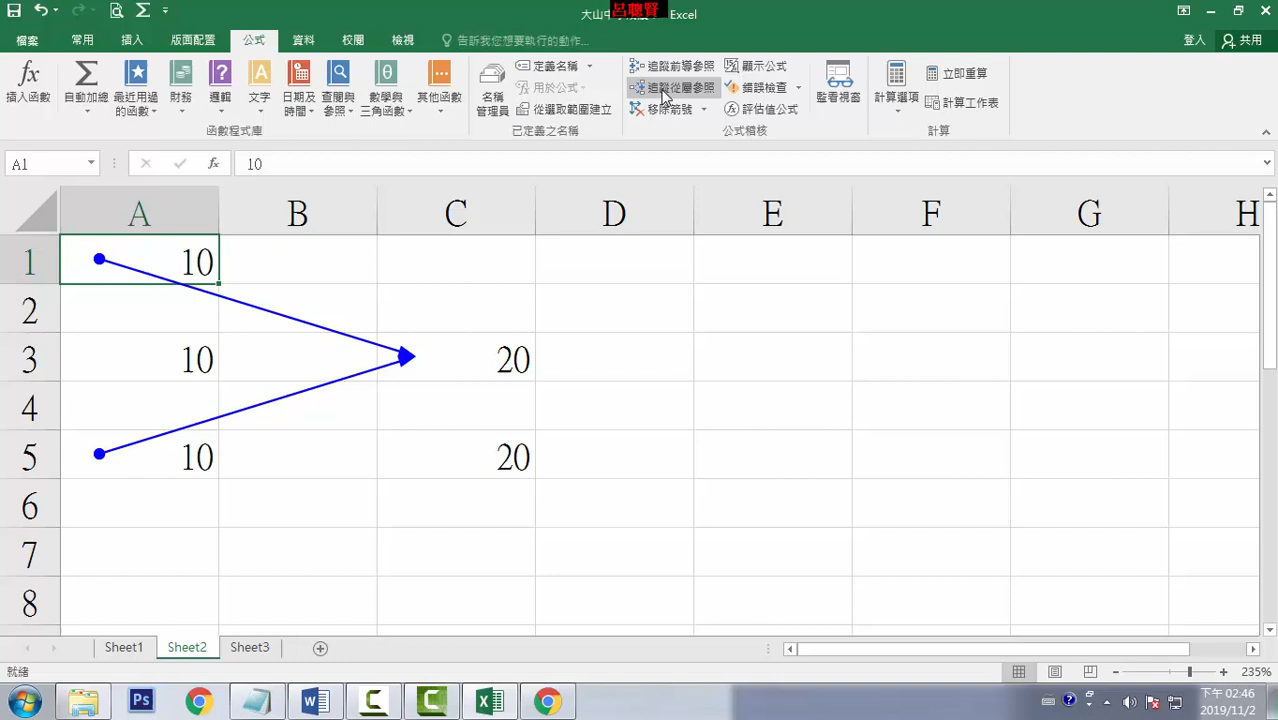 呂聰賢
Excel
檔案 常用 插入 版面配置 公式 資料 校閱 檢視 告訴我您想要執行的動作... 登入 共用
插入函數
自動加總
最近用過的函數
財務
邏輯
文字
日期及時間
查閱與參照
數學與三角函數
其他函數
函數程式庫
名稱管理員
定義名稱
用於公式
從選取範圍建立
已定義之名稱
追蹤前導參照
追蹤從屬參照
移除箭號
顯示公式
錯誤檢查
評估值公式
公式稽核
監看視窗
計算選項
立即重算
計算工作表
計算
A1 fx 10
A B C D E F G H
1 10
2
3 10 20
4
5 10 20
6
7
8
Sheet1 Sheet2 Sheet3
就緒 235%
下午 02:46
2019/11/2